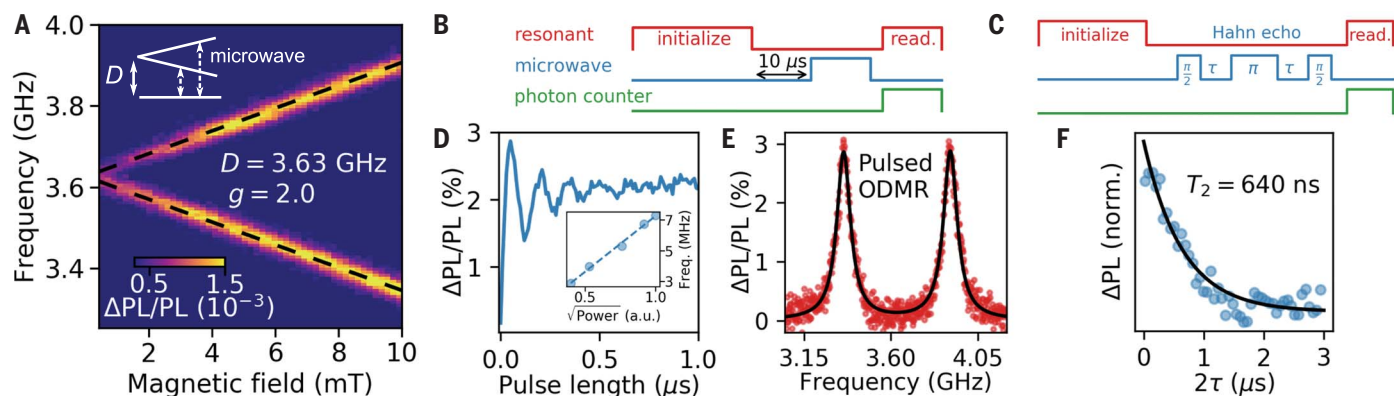 A
4.0
3.8
3.6
3.4
Frequency (GHz)
D
microwave
D = 3.63 GHz
g = 2.0
0.5 1.5
ΔPL/PL (10⁻³)
2 4 6 8 10
Magnetic field (mT)
B
resonant
initialize
read.
microwave
10 μs
photon counter
C
initialize
Hahn echo
read.
π/2 τ π τ π/2
D
3
2
1
ΔPL/PL (%)
7
5
3
Freq. (MHz)
0.5 1.0
√Power (a.u.)
0 0.5 1.0
Pulse length (μs)
E
3
2
1
0
ΔPL/PL (%)
Pulsed
ODMR
3.15 3.60 4.05
Frequency (GHz)
F
ΔPL (norm.)
T₂ = 640 ns
0 1 2 3
2τ (μs)